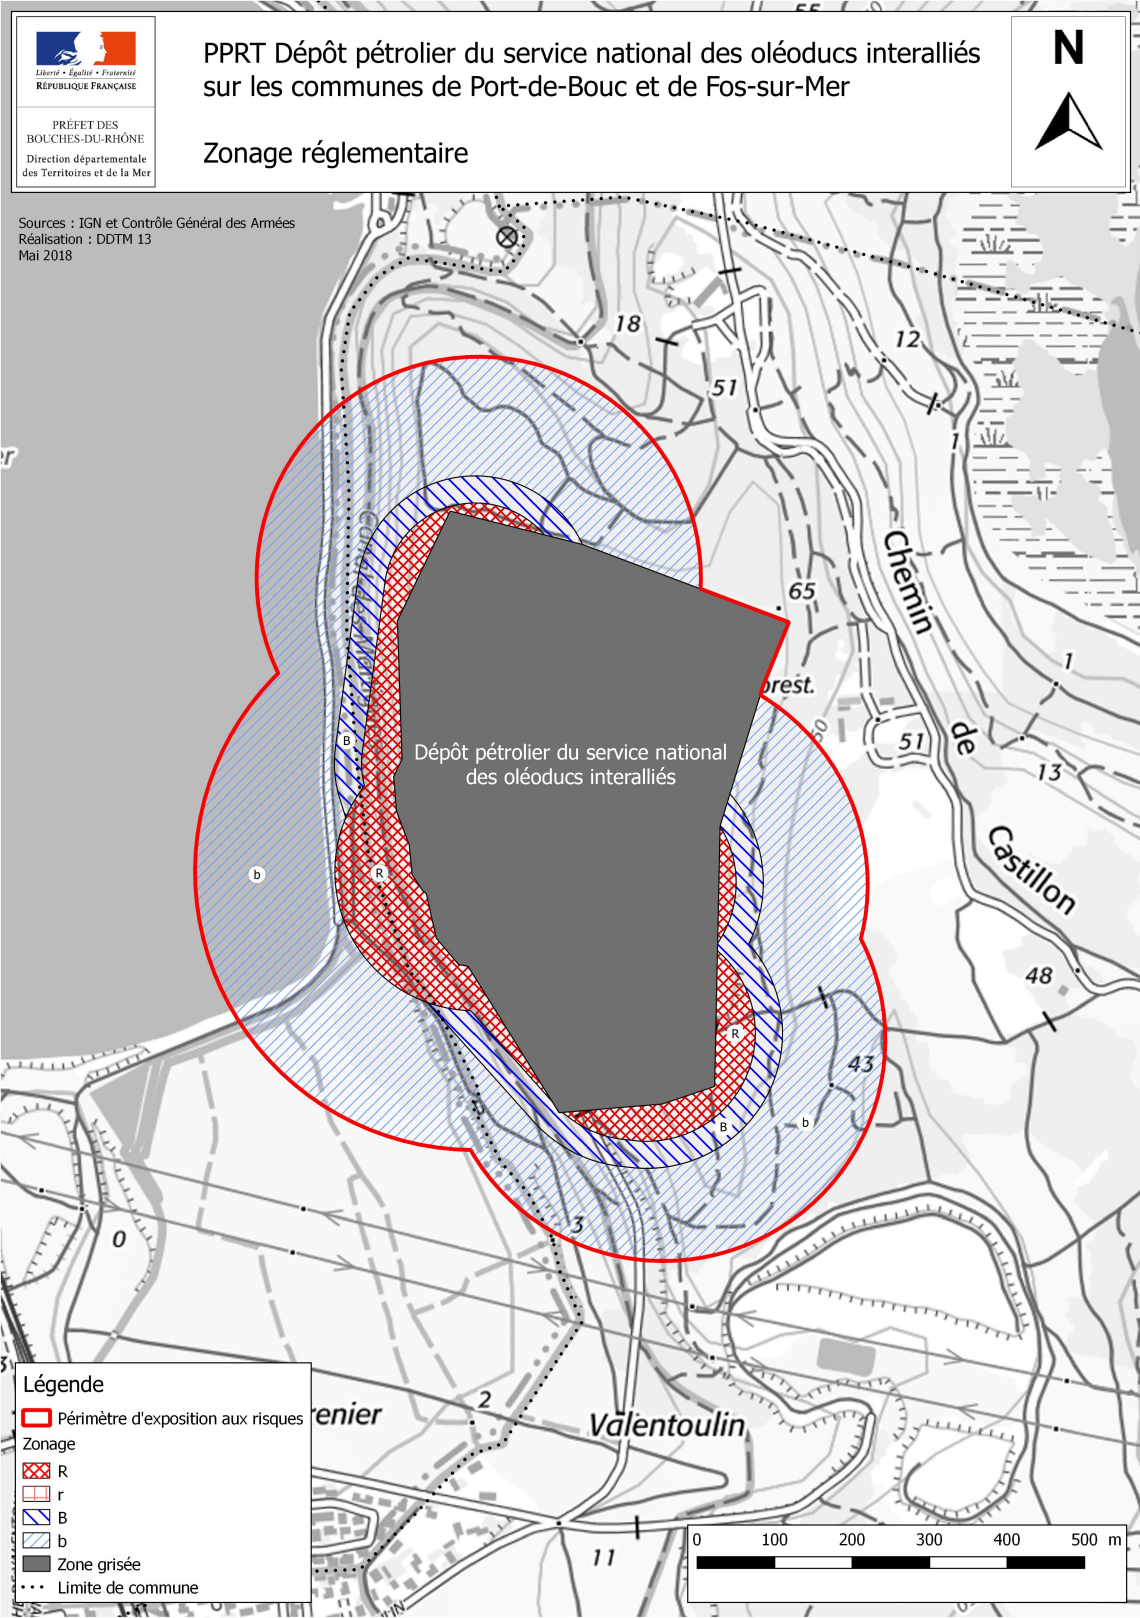 PPRT Dépôt pétrolier du service national des oléoducs interalliés
sur les communes de Port-de-Bouc et de Fos-sur-Mer
Zonage réglementaire
Liberté • Égalité • Fraternité
RÉPUBLIQUE FRANÇAISE
PRÉFET DES
BOUCHES-DU-RHÔNE
Direction départementale
des Territoires et de la Mer
N
Sources : IGN et Contrôle Général des Armées
Réalisation : DDTM 13
Mai 2018
55
18
12
51
1
65
Chemin
de
Castillon
orest.
50
51
1
13
Dépôt pétrolier du service national
des oléoducs interalliés
B
b
R
48
R
43
B
b
3
0
2
renier
Valentoulin
11
Légende
Périmètre d'exposition aux risques
Zonage
R
r
B
b
Zone grisée
Limite de commune
0 100 200 300 400 500 m